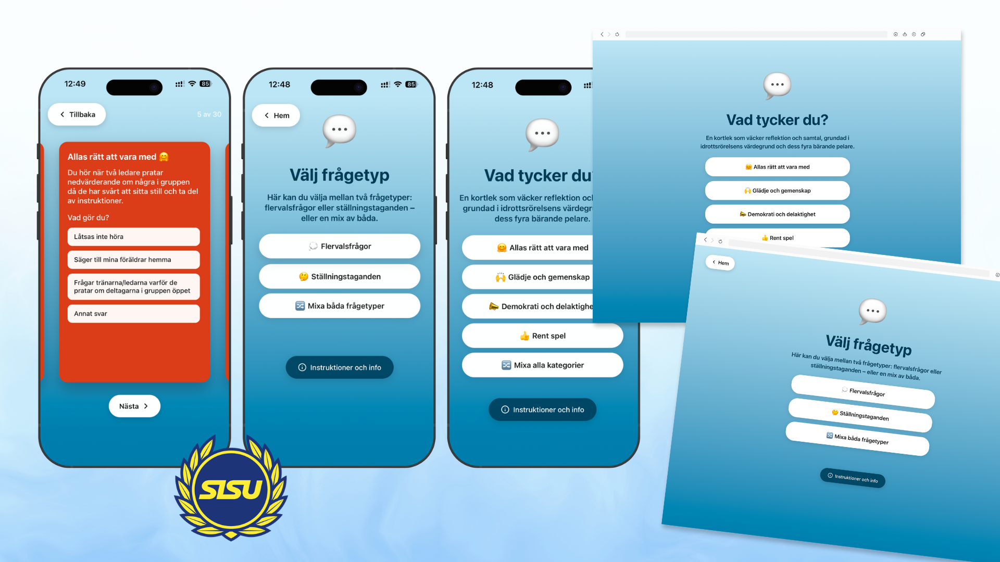 12:49
85
Tillbaka
5 av 30
Allas rätt att vara med 🤗
Du hör när två ledare pratar
nedvärderande om några i gruppen
då de har svårt att sitta still och ta del
av instruktioner.
Vad gör du?
Låtsas inte höra
Säger till mina föräldrar hemma
Frågar tränarna/ledarna varför de
pratar om deltagarna i gruppen öppet
Annat svar
Nästa
12:48
85
Hem
Välj frågetyp
Här kan du välja mellan två frågetyper:
flervalsfrågor eller ställningstaganden –
eller en mix av båda.
Flervalsfrågor
Ställningstaganden
Mixa båda frågetyper
Instruktioner och info
12:48
Vad tycker du?
En kortlek som väcker reflektion oc
grundad i idrottsrörelsens värdegr
dess fyra bärande pelare.
Allas rätt att vara med
Glädje och gemenskap
Demokrati och delaktighe
Rent spel
Mixa alla kategorier
Instruktioner och info
Vad tycker du?
En kortlek som väcker reflektion och samtal, grundad i
idrottsrörelsens värdegrund och dess fyra bärande pelare.
Allas rätt att vara med
Glädje och gemenskap
Demokrati och delaktighet
Rent spel
Hem
Välj frågetyp
Här kan du välja mellan två frågetyper: flervalsfrågor eller
ställningstaganden – eller en mix av båda.
Flervalsfrågor
Ställningstaganden
Mixa båda frågetyper
Instruktioner och info
SISU